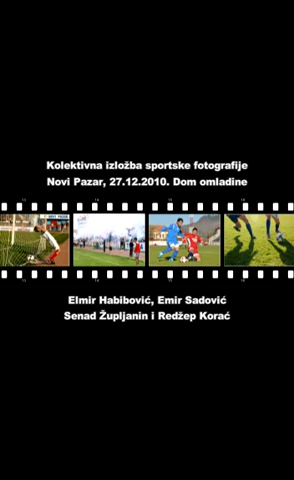 Kolektivna izložba sportske fotografije
Novi Pazar, 27.12.2010. Dom omladine
Elmir Habibović, Emir Sadović
Senad Župljanin i Redžep Korać